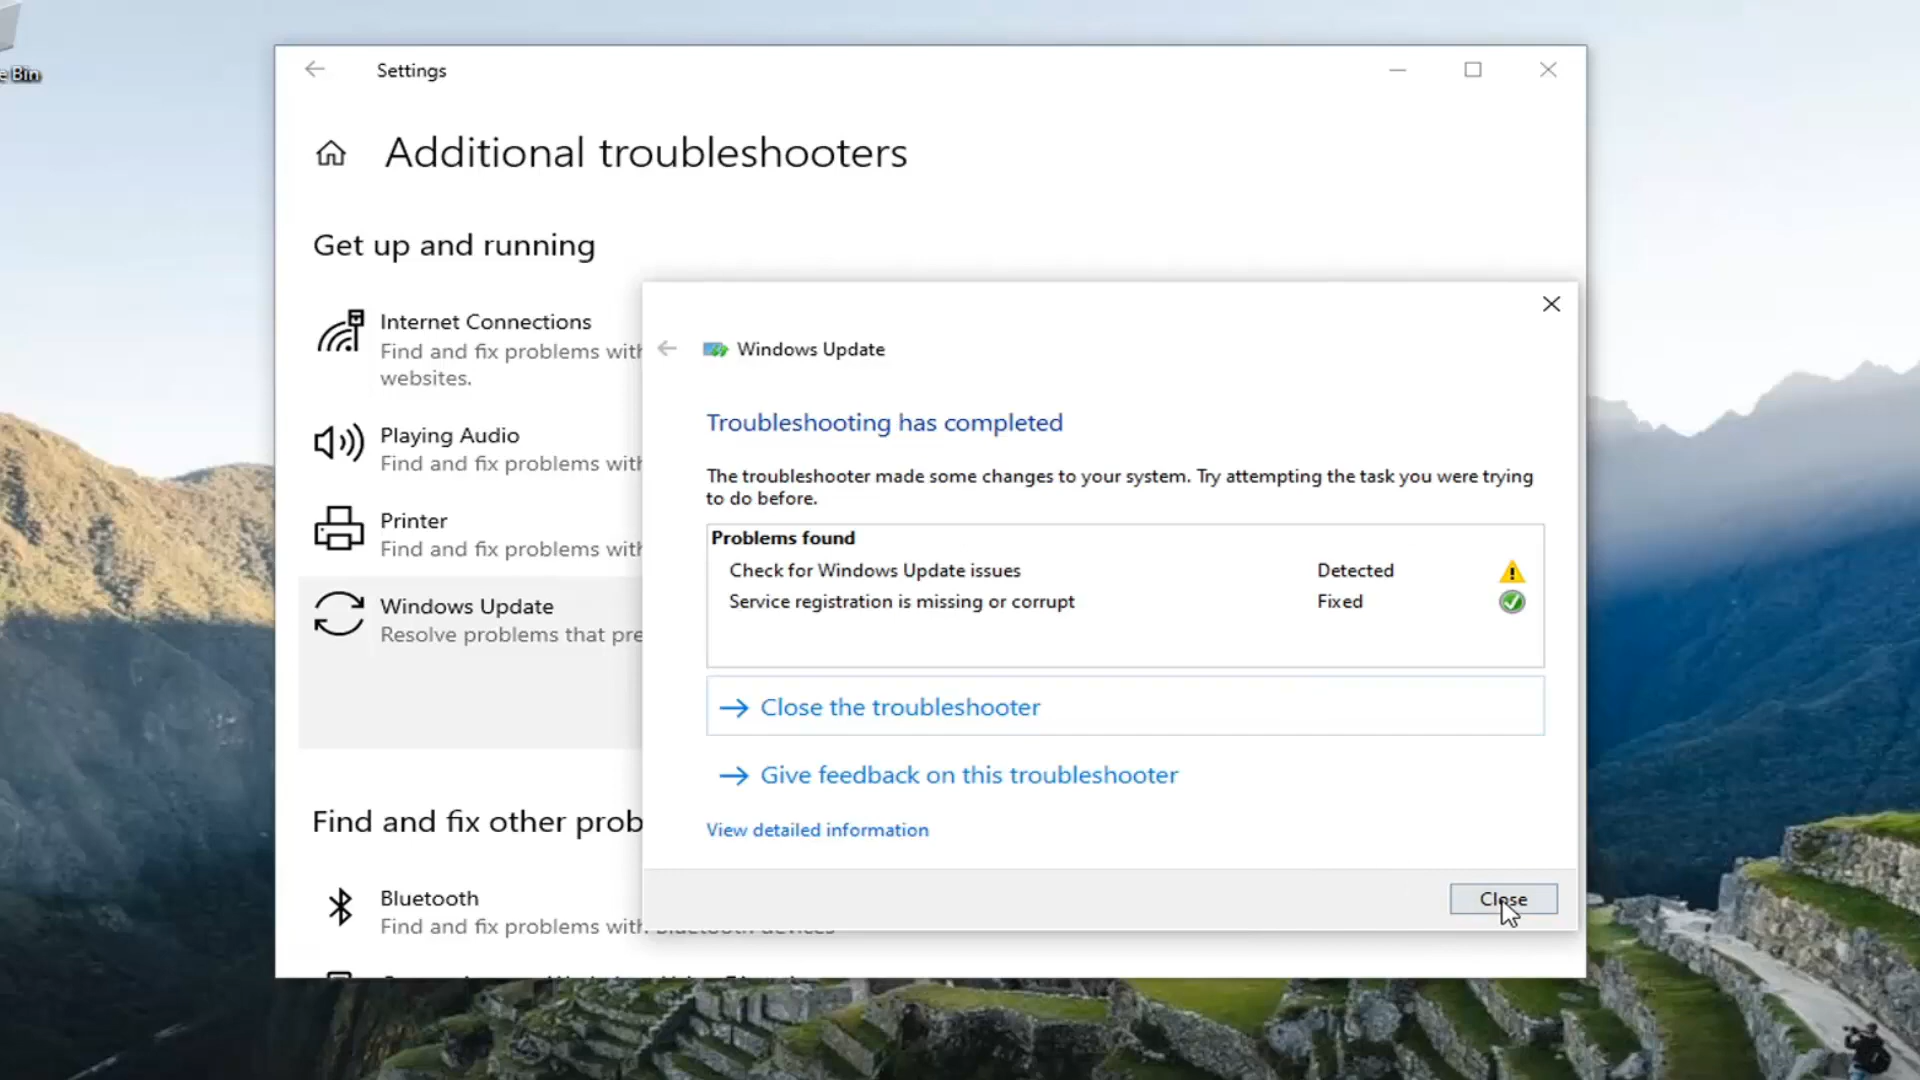 e Bin
Settings
Additional troubleshooters
Get up and running
Internet Connections
Find and fix problems with
websites.
Playing Audio
Find and fix problems with
Printer
Find and fix problems with
Windows Update
Resolve problems that pre
Find and fix other prob
Bluetooth
Find and fix problems with Bluetooth devices
Windows Update
Troubleshooting has completed
The troubleshooter made some changes to your system. Try attempting the task you were trying
to do before.
Problems found
Check for Windows Update issues Detected
Service registration is missing or corrupt Fixed
Close the troubleshooter
Give feedback on this troubleshooter
View detailed information
Close